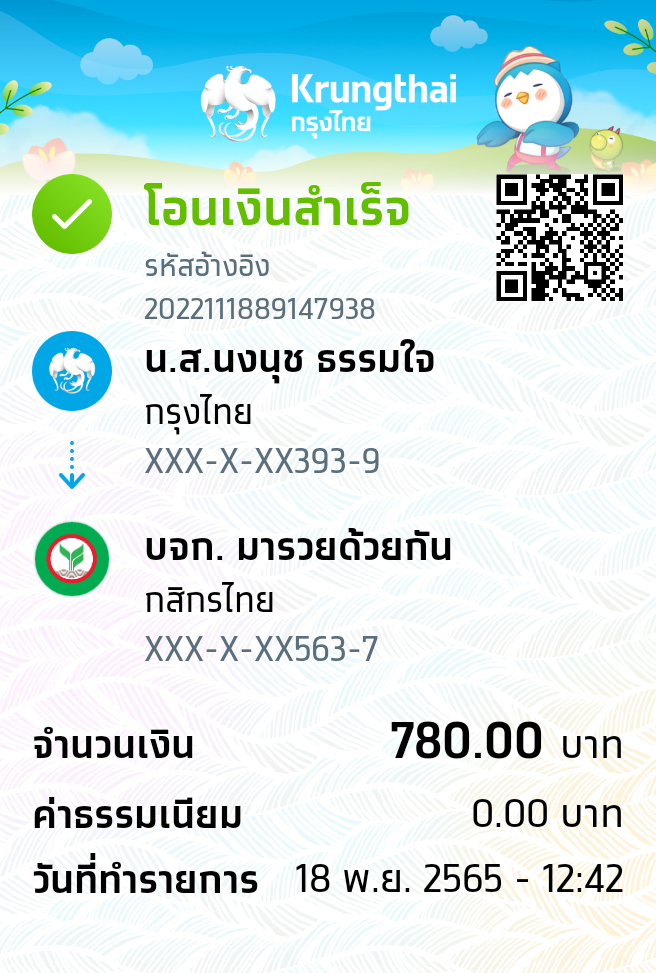 Krungthai
กรุงไทย
โอนเงินสำเร็จ
รหัสอ้างอิง
2022111889147938
น.ส.นงนุช ธรรมใจ
กรุงไทย
XXX-X-XX393-9
บจก. มารวยด้วยกัน
กสิกรไทย
XXX-X-XX563-7
จำนวนเงิน 780.00 บาท
ค่าธรรมเนียม 0.00 บาท
วันที่ทำรายการ 18 พ.ย. 2565 - 12:42